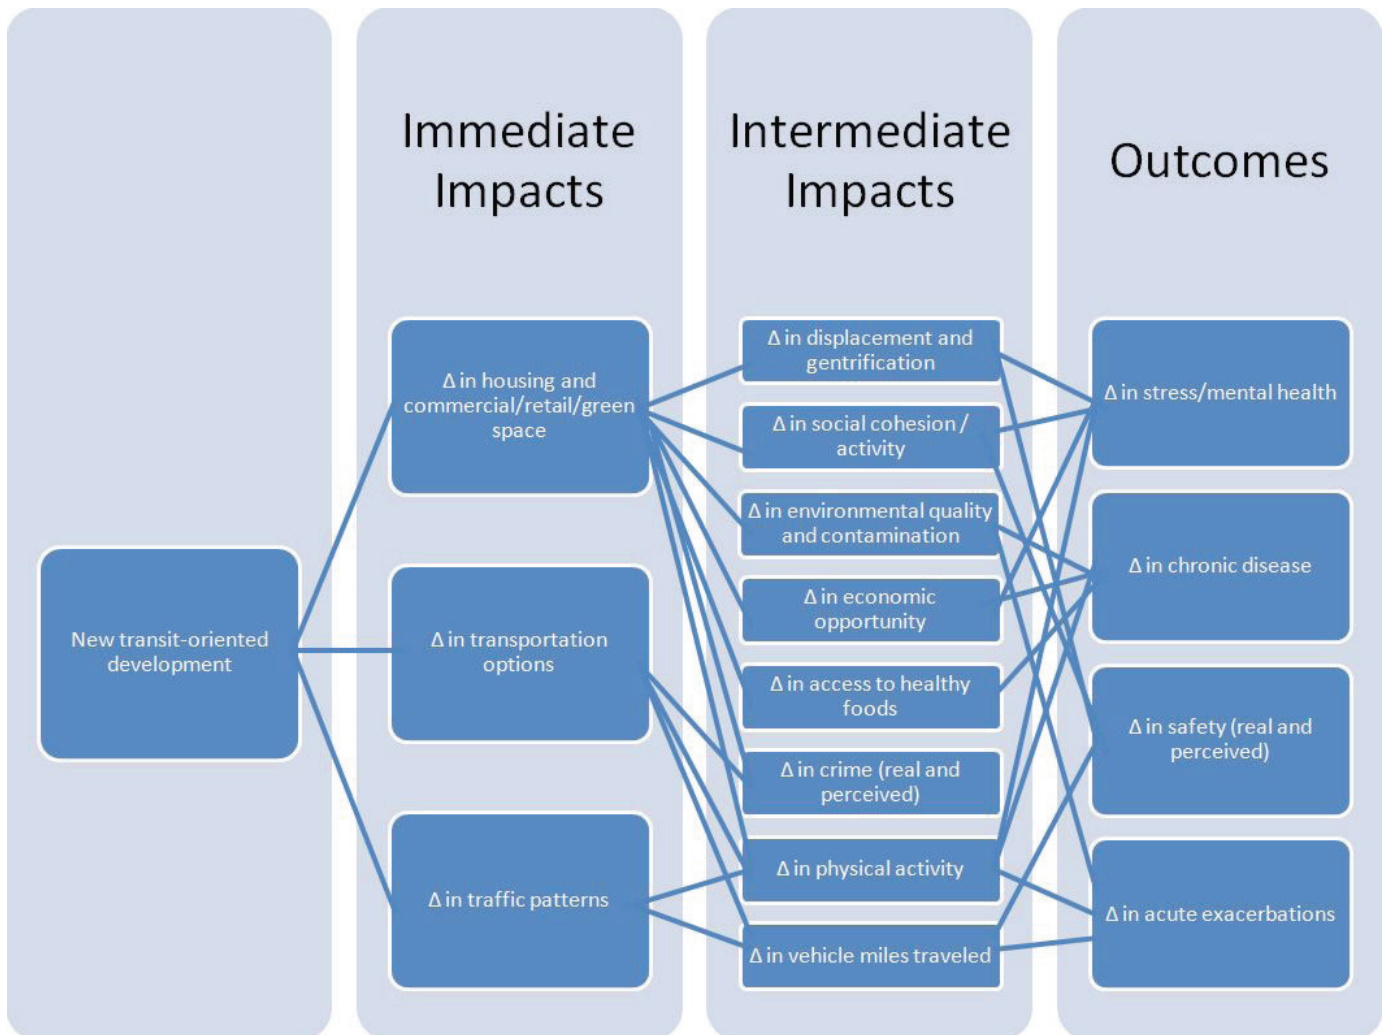 Immediate
Impacts
Intermediate
Impacts
Outcomes
New transit-oriented
development
Δ in housing and
commercial/retail/green
space
Δ in transportation
options
Δ in traffic patterns
Δ in displacement and
gentrification
Δ in social cohesion /
activity
Δ in environmental quality
and contamination
Δ in economic
opportunity
Δ in access to healthy
foods
Δ in crime (real and
perceived)
Δ in physical activity
Δ in vehicle miles traveled
Δ in stress/mental health
Δ in chronic disease
Δ in safety (real and
perceived)
Δ in acute exacerbations